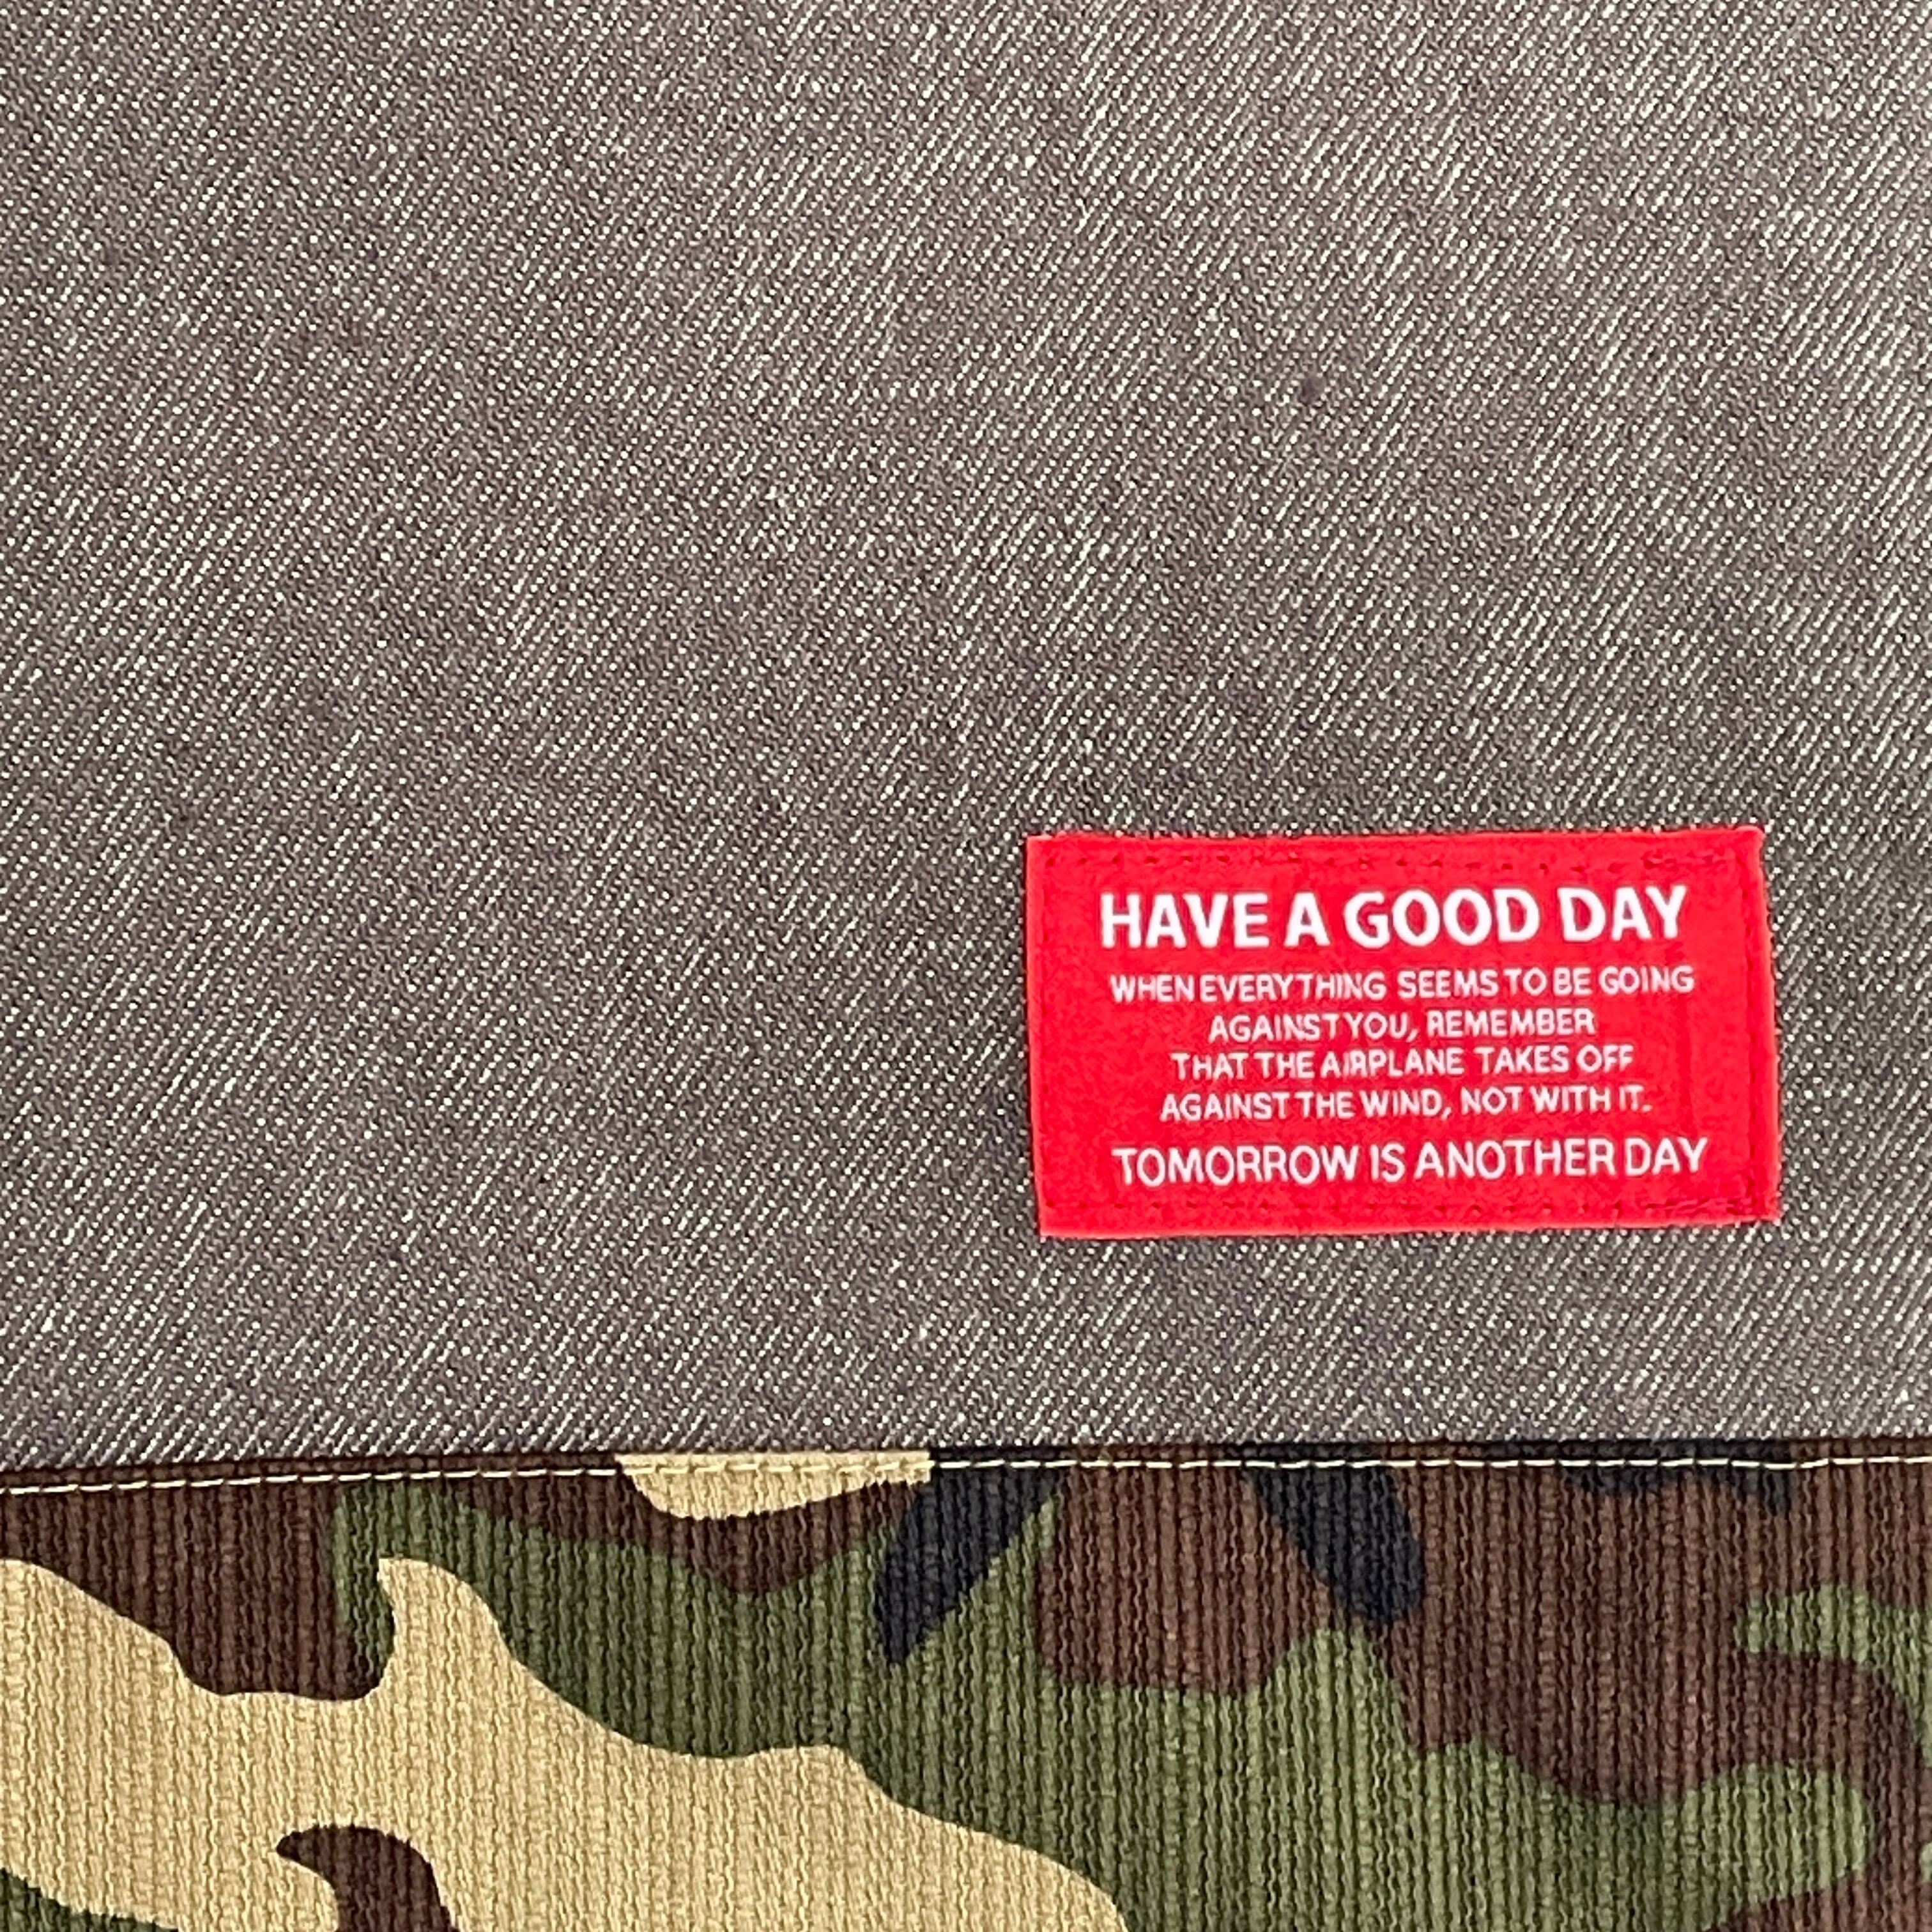 HAVE A GOOD DAY
WHEN EVERYTHING SEEMS TO BE GOING
AGAINST YOU, REMEMBER
THAT THE AIRPLANE TAKES OFF
AGAINST THE WIND, NOT WITH IT.
TOMORROW IS ANOTHER DAY